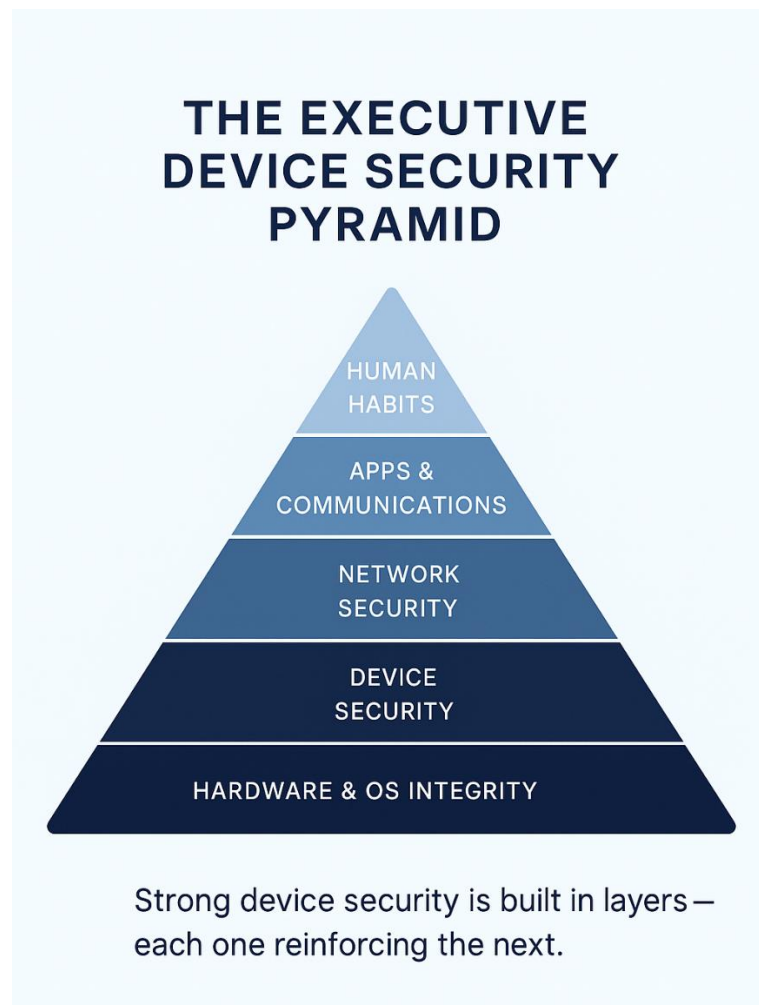 THE EXECUTIVE
DEVICE SECURITY
PYRAMID
HUMAN
HABITS
APPS &
COMMUNICATIONS
NETWORK
SECURITY
DEVICE
SECURITY
HARDWARE & OS INTEGRITY
Strong device security is built in layers—
each one reinforcing the next.